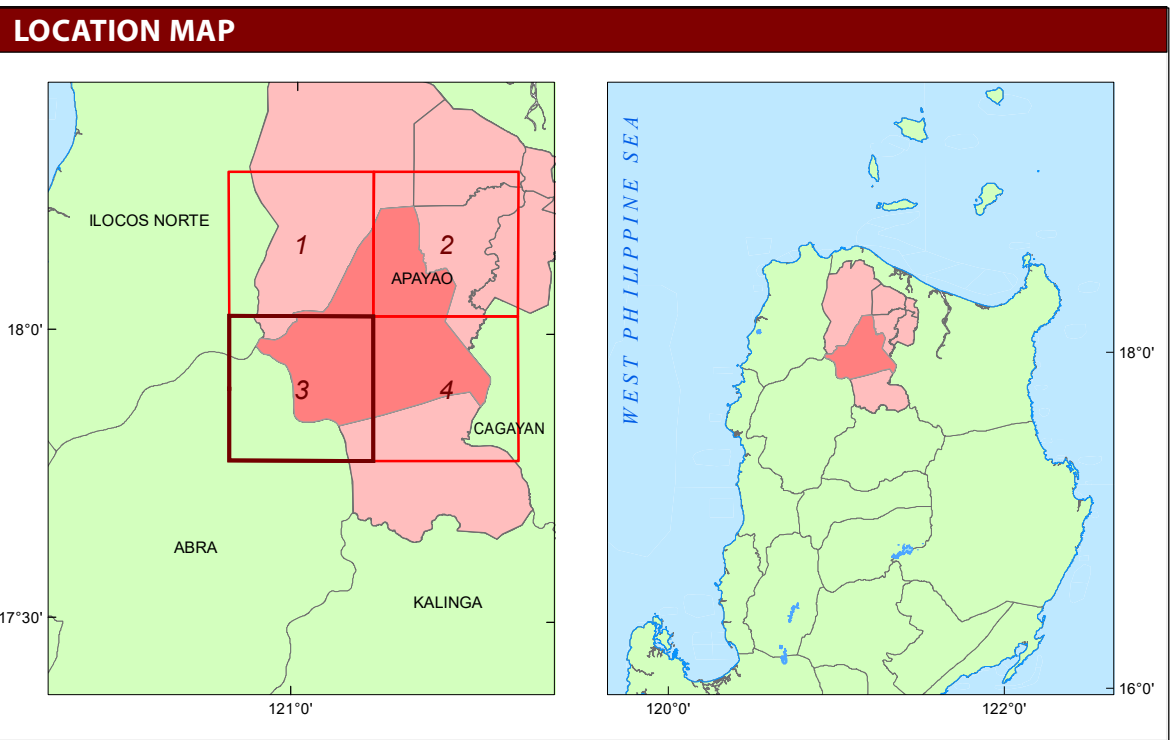 LOCATION MAP
ILOCOS NORTE
1
2
APAYAO
18°0'
3
4
CAGAYAN
ABRA
KALINGA
17°30'
121°0'
WEST PHILIPPINE SEA
18°0'
16°0'
120°0'
122°0'